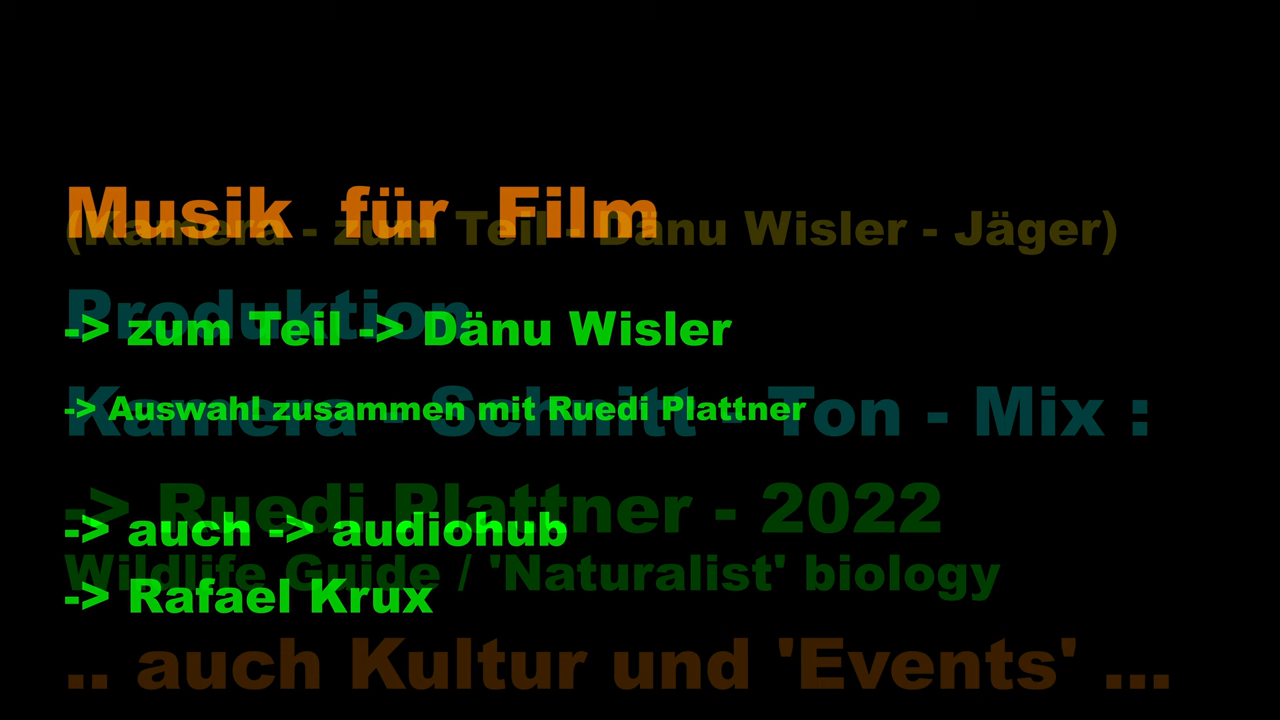 Musik für Film
(Kamera - zum Teil - Dänu Wisler - Jäger)
Produktion
-> zum Teil -> Dänu Wisler
Kamera - Schnitt - Ton - Mix :
-> Auswahl zusammen mit Ruedi Plattner
-> Ruedi Plattner - 2022
-> auch -> audiohub
Wildlife Guide / 'Naturalist' biology
-> Rafael Krux
.. auch Kultur und 'Events' ...